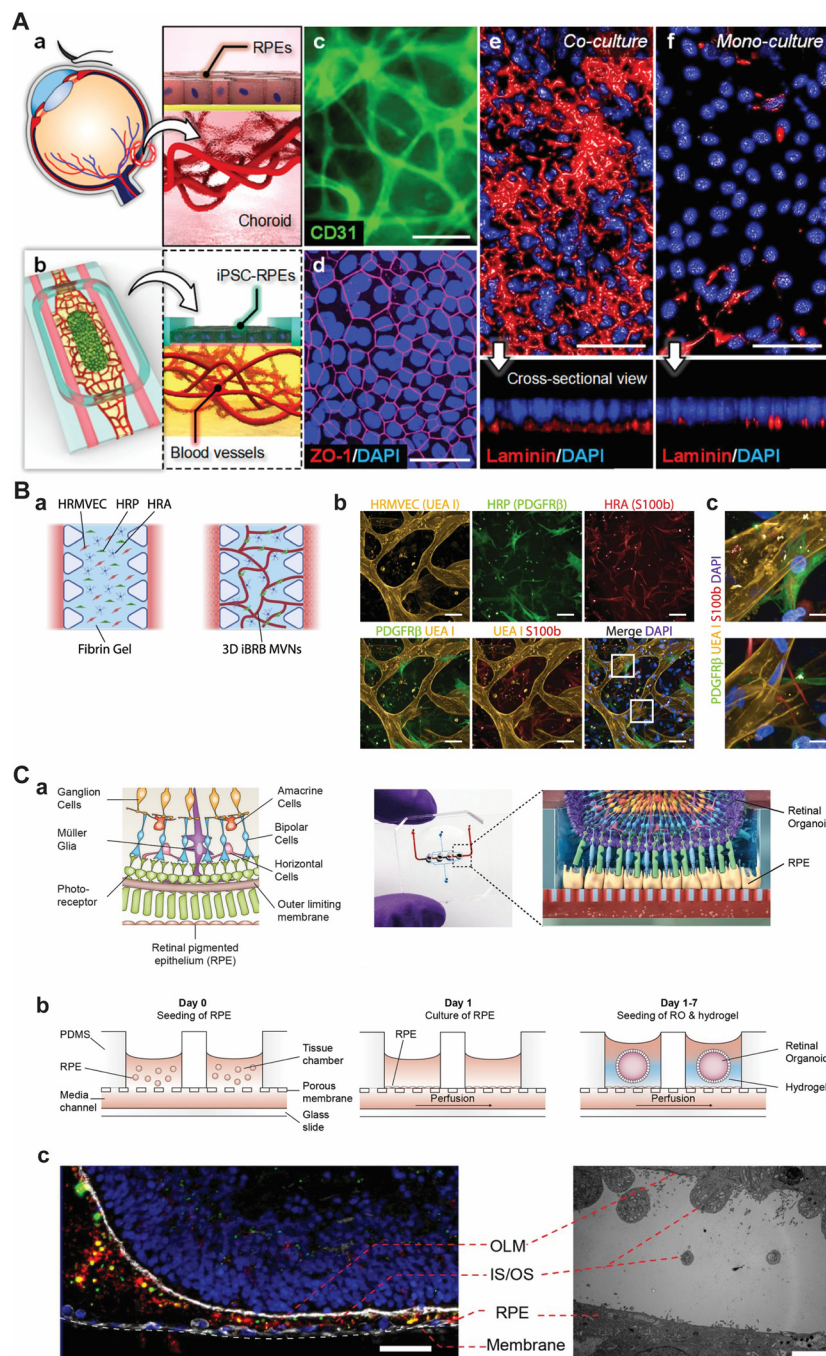 A
a
RPEs
Choroid
c
CD31
e
Co-culture
f
Mono-culture
b
iPSC-RPEs
Blood vessels
d
ZO-1/DAPI
Cross-sectional view
Laminin/DAPI
Laminin/DAPI
B
a
HRMVEC
HRP
HRA
Fibrin Gel
3D iBRB MVNs
b
HRMVEC (UEA I)
HRP (PDGFRβ)
HRA (S100b)
PDGFRβ UEA I
UEA I S100b
Merge DAPI
c
PDGFRβ UEA I S100b DAPI
C
a
Ganglion
Cells
Müller
Glia
Photo-
receptor
Amacrine
Cells
Bipolar
Cells
Horizontal
Cells
Outer limiting
membrane
Retinal pigmented
epithelium (RPE)
Retinal
Organoid
RPE
b
Day 0
Seeding of RPE
PDMS
RPE
Media
channel
Tissue
chamber
Porous
membrane
Glass
slide
Day 1
Culture of RPE
RPE
Perfusion
Day 1-7
Seeding of RO & hydrogel
Retinal
Organoid
Hydrogel
Perfusion
c
OLM
IS/OS
RPE
Membrane